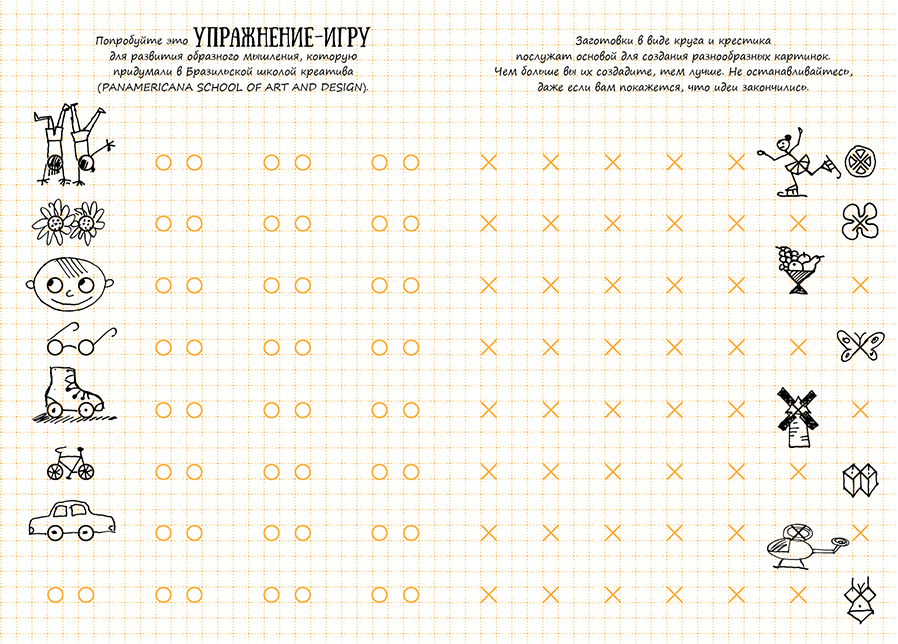 Попробуйте это УПРАЖНЕНИЕ-ИГРУ
для развития образного мышления, которую
придумали в Бразильской школой креатива
(PANAMERICANA SCHOOL OF ART AND DESIGN).
Заготовки в виде круга и крестика
послужат основой для создания разнообразных картинок.
Чем больше вы их создадите, тем лучше. Не останавливайтесь,
даже если вам покажется, что идеи закончились.